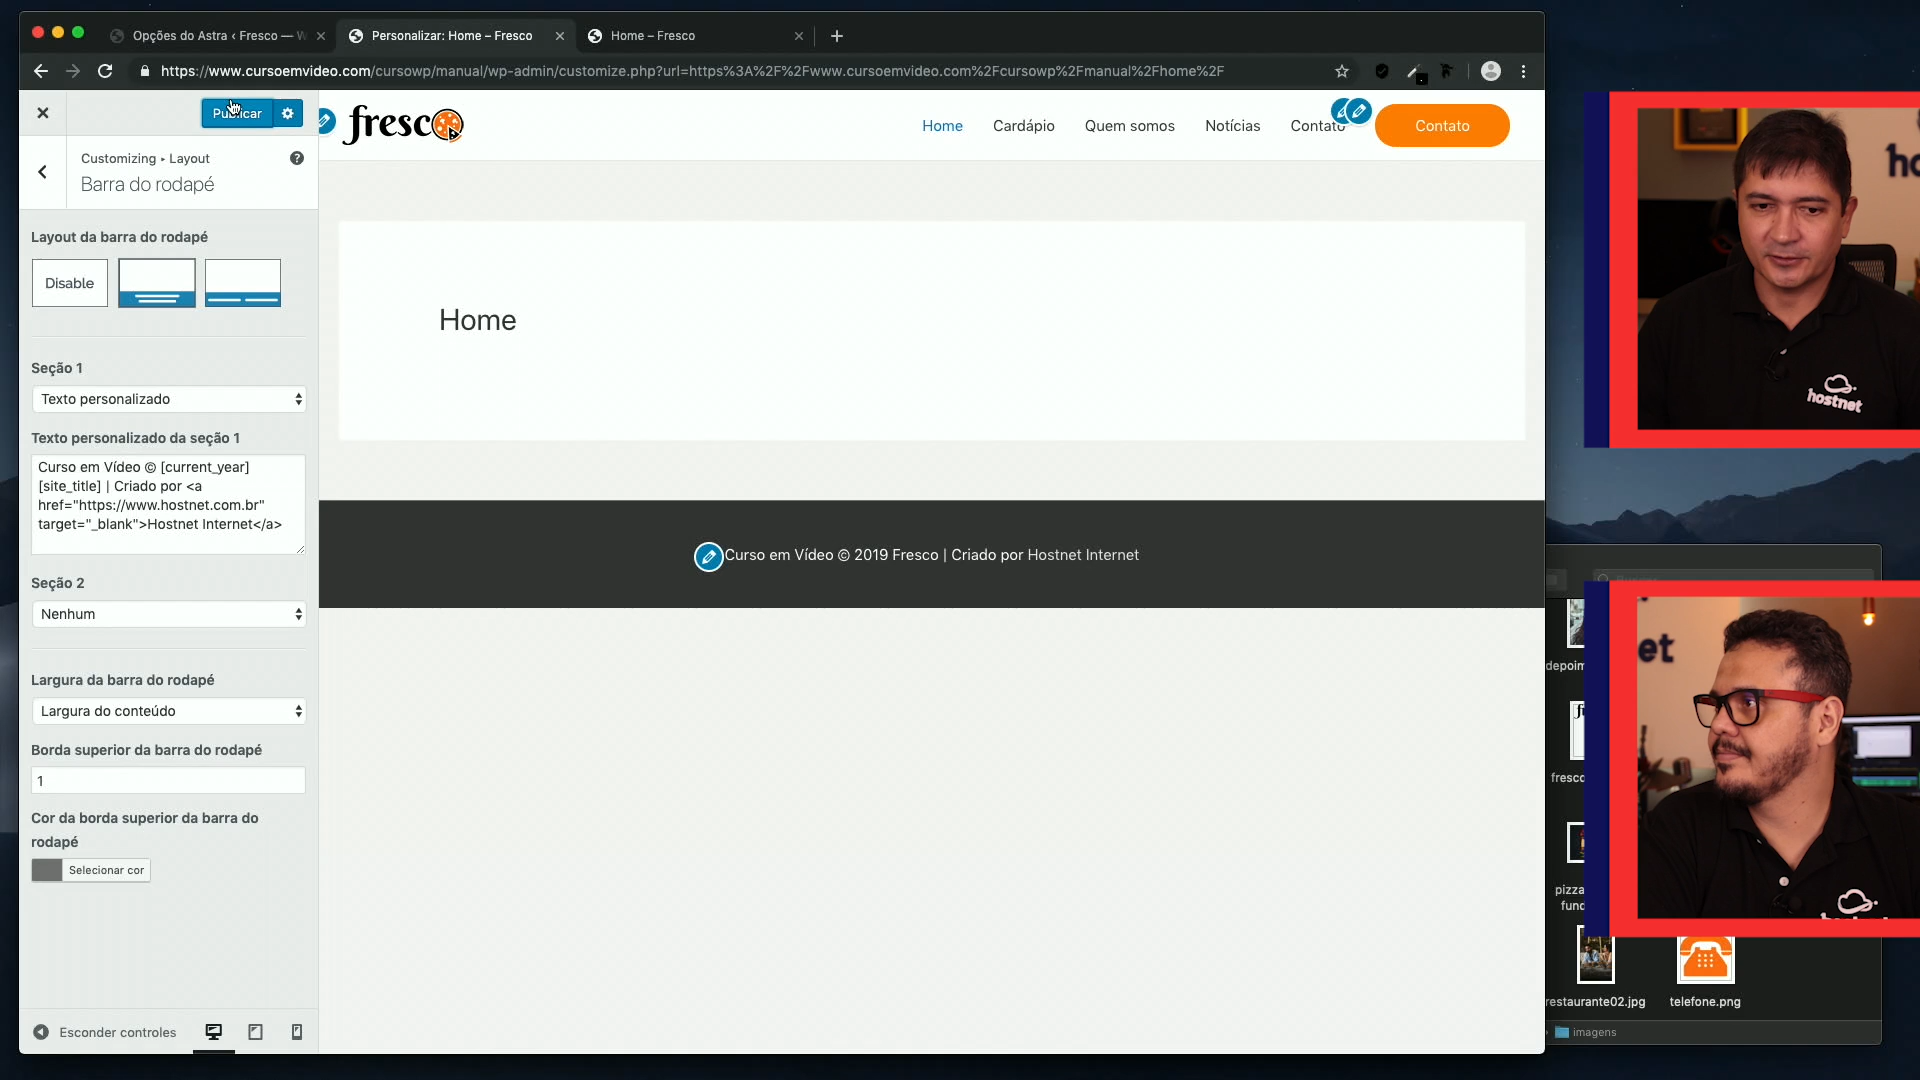 Opções do Astra ‹ Fresco — W
Personalizar: Home – Fresco
Home – Fresco
https://www.cursoemvideo.com/cursowp/manual/wp-admin/customize.php?url=https%3A%2F%2Fwww.cursoemvideo.com%2Fcursowp%2Fmanual%2Fhome%2F
Publicar
Customizing ▸ Layout
Barra do rodapé
Layout da barra do rodapé
Disable
Seção 1
Texto personalizado
Texto personalizado da seção 1
Curso em Vídeo © [current_year]
[site_title] | Criado por <a
href="https://www.hostnet.com.br"
target="_blank">Hostnet Internet</a>
Seção 2
Nenhum
Largura da barra do rodapé
Largura do conteúdo
Borda superior da barra do rodapé
1
Cor da borda superior da barra do
rodapé
Selecionar cor
Esconder controles
fresco
Home
Cardápio
Quem somos
Notícias
Contato
Contato
Home
Curso em Vídeo © 2019 Fresco | Criado por Hostnet Internet
ho
hostnet
et
depoim
fresco
pizza
fund
restaurante02.jpg
telefone.png
imagens